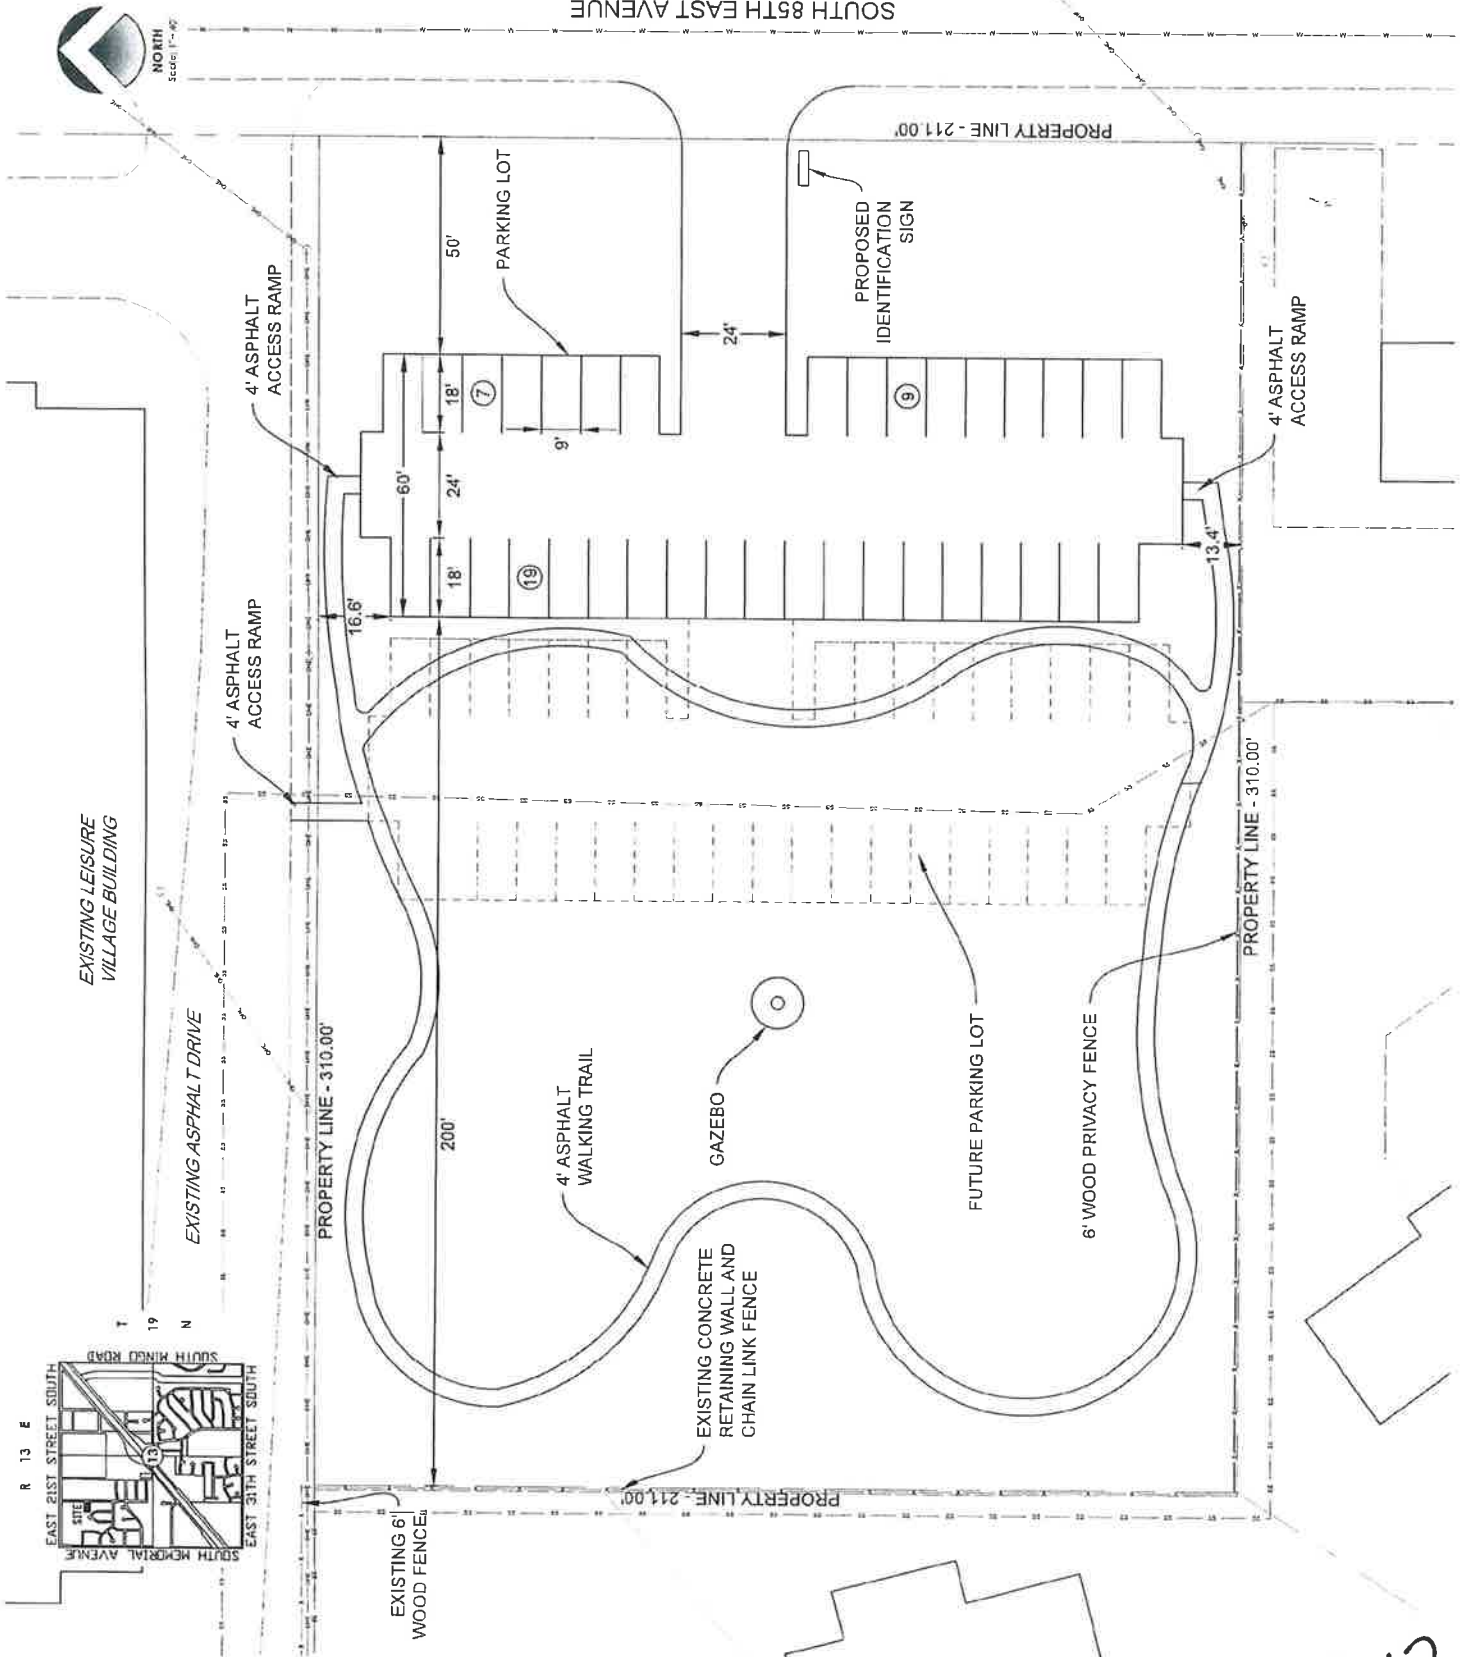 SOUTH 85TH EAST AVENUE
NORTH
PROPERTY LINE - 211.00'
50'
PARKING LOT
PROPOSED
IDENTIFICATION
SIGN
4' ASPHALT
ACCESS RAMP
24'
4' ASPHALT
ACCESS RAMP
18'
7
9
9'
60'
24'
18'
19
13.4'
16.6'
4' ASPHALT
ACCESS RAMP
EXISTING LEISURE
VILLAGE BUILDING
EXISTING ASPHALT DRIVE
PROPERTY LINE - 310.00'
PROPERTY LINE - 310.00'
200'
4' ASPHALT
WALKING TRAIL
GAZEBO
FUTURE PARKING LOT
6' WOOD PRIVACY FENCE
EXISTING CONCRETE
RETAINING WALL AND
CHAIN LINK FENCE
PROPERTY LINE - 211.00'
EXISTING 6'
WOOD FENCE
R 13 E
EAST 21ST STREET SOUTH
SOUTH MEMORIAL AVENUE
SITE
13
SOUTH MINGO ROAD
EAST 31TH STREET SOUTH
T
19
N